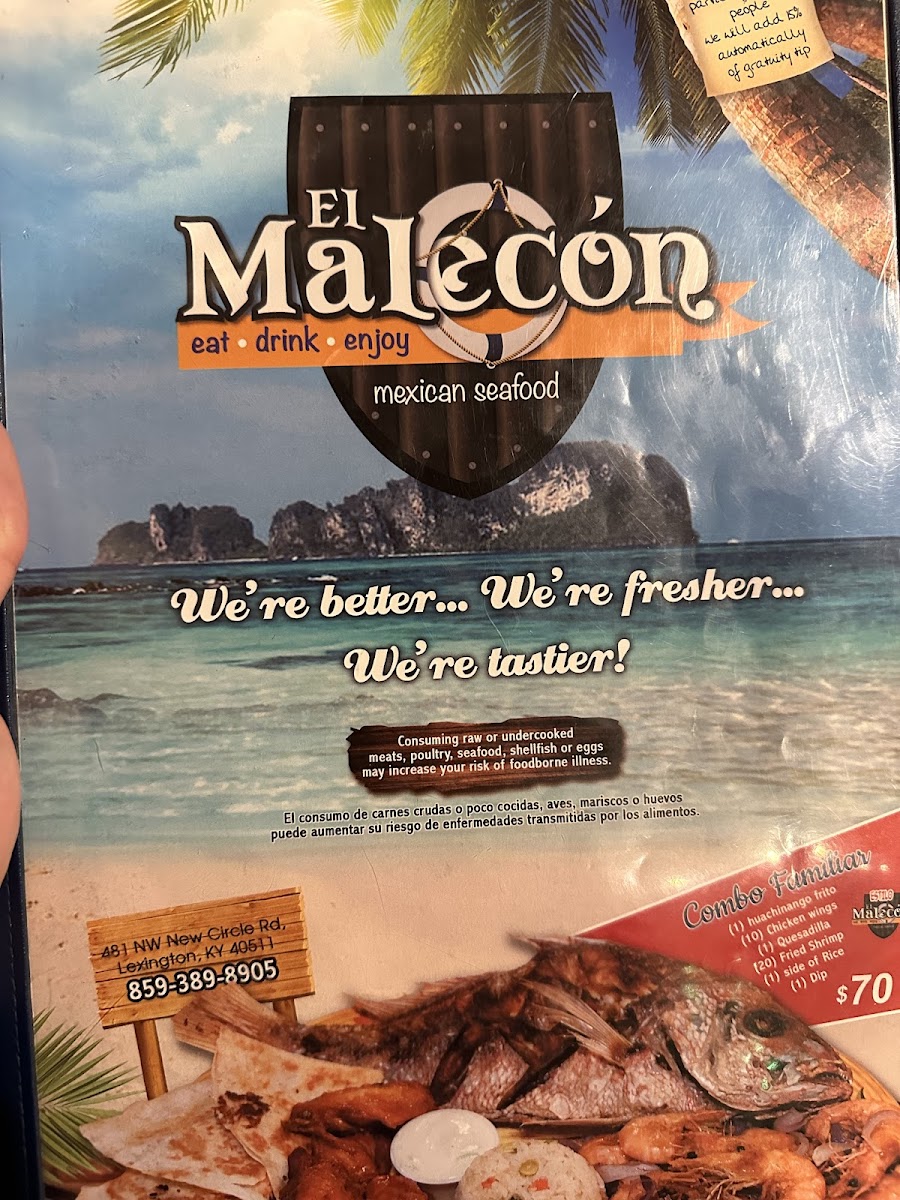 people
we will add 15%
automatically
of gratuity tip
El
Malecón
eat • drink • enjoy
mexican seafood
We're better... We're fresher...
We're tastier!
Consuming raw or undercooked
meats, poultry, seafood, shellfish or eggs
may increase your risk of foodborne illness.
El consumo de carnes crudas o poco cocidas, aves, mariscos o huevos
puede aumentar su riesgo de enfermedades transmitidas por los alimentos.
481 NW New Circle Rd,
Lexington, KY 40511
859-389-8905
Combo Familiar
(1) huachinango frito
(10) Chicken wings
(1) Quesadilla
(20) Fried Shrimp
(1) side of Rice
(1) Dip
$70
ESTILO